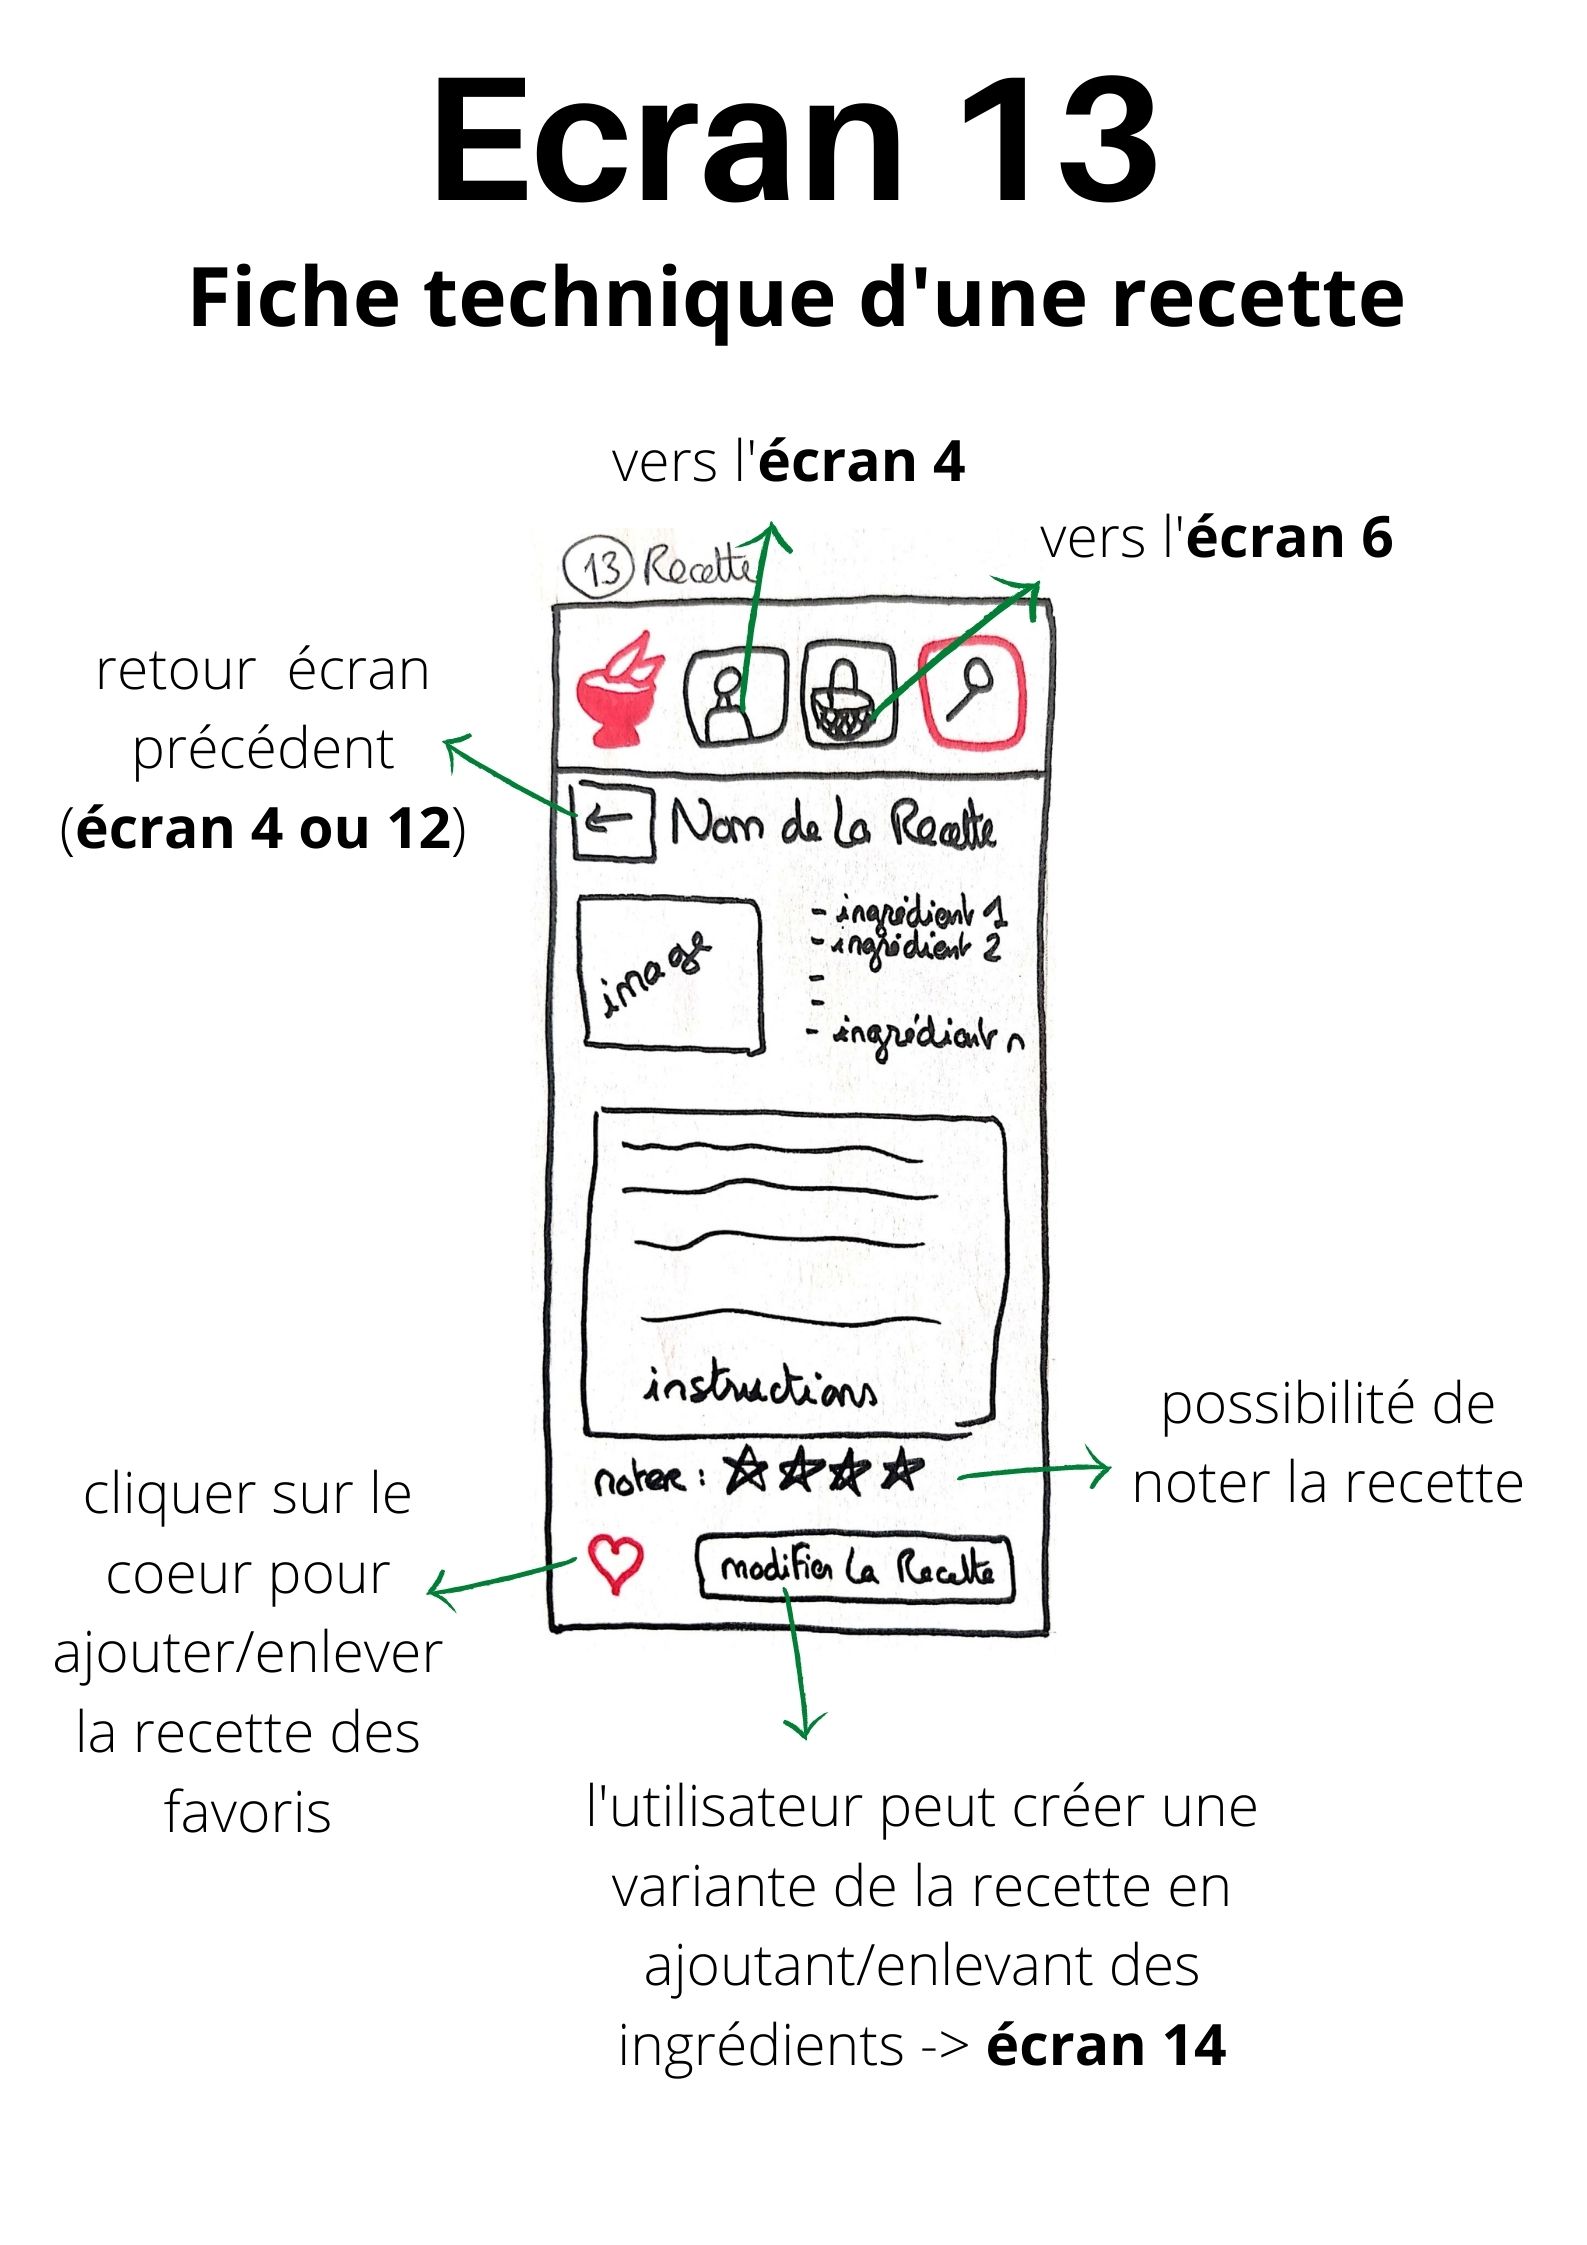 Ecran 13
Fiche technique d'une recette
vers l'écran 4
vers l'écran 6
13 Recette
retour écran
précédent
(écran 4 ou 12)
Nom de la Recette
image
- ingrédient 1
- ingrédient 2
-
-
- ingrédient n
instructions
noter :
possibilité de
noter la recette
cliquer sur le
coeur pour
ajouter/enlever
la recette des
favoris
modifier la Recette
l'utilisateur peut créer une
variante de la recette en
ajoutant/enlevant des
ingrédients -> écran 14